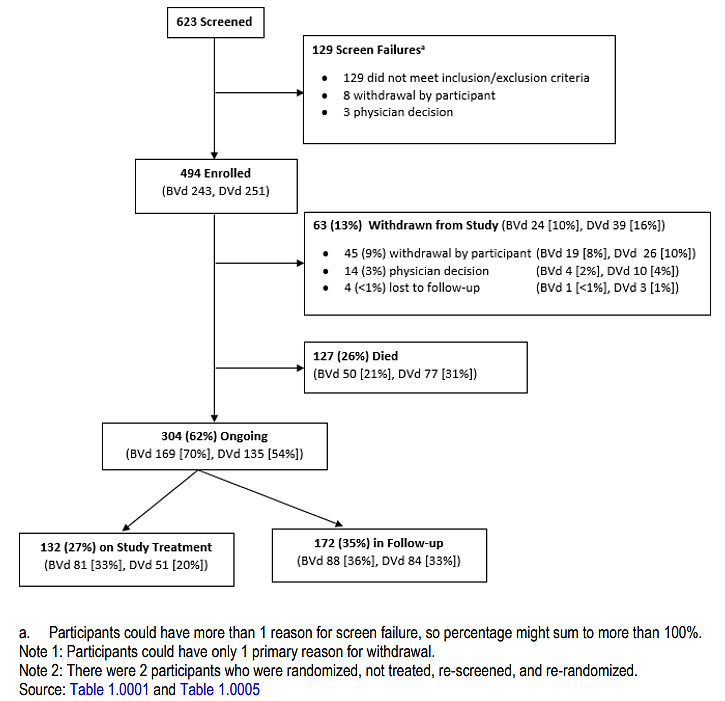 623 Screened
129 Screen Failuresᵃ
• 129 did not meet inclusion/exclusion criteria
• 8 withdrawal by participant
• 3 physician decision
494 Enrolled
(BVd 243, DVd 251)
63 (13%) Withdrawn from Study (BVd 24 [10%], DVd 39 [16%])
• 45 (9%) withdrawal by participant (BVd 19 [8%], DVd 26 [10%])
• 14 (3%) physician decision (BVd 4 [2%], DVd 10 [4%])
• 4 (<1%) lost to follow-up (BVd 1 [<1%], DVd 3 [1%])
127 (26%) Died
(BVd 50 [21%], DVd 77 [31%])
304 (62%) Ongoing
(BVd 169 [70%], DVd 135 [54%])
132 (27%) on Study Treatment
(BVd 81 [33%], DVd 51 [20%])
172 (35%) in Follow-up
(BVd 88 [36%], DVd 84 [33%])
a. Participants could have more than 1 reason for screen failure, so percentage might sum to more than 100%.
Note 1: Participants could have only 1 primary reason for withdrawal.
Note 2: There were 2 participants who were randomized, not treated, re-screened, and re-randomized.
Source: Table 1.0001 and Table 1.0005